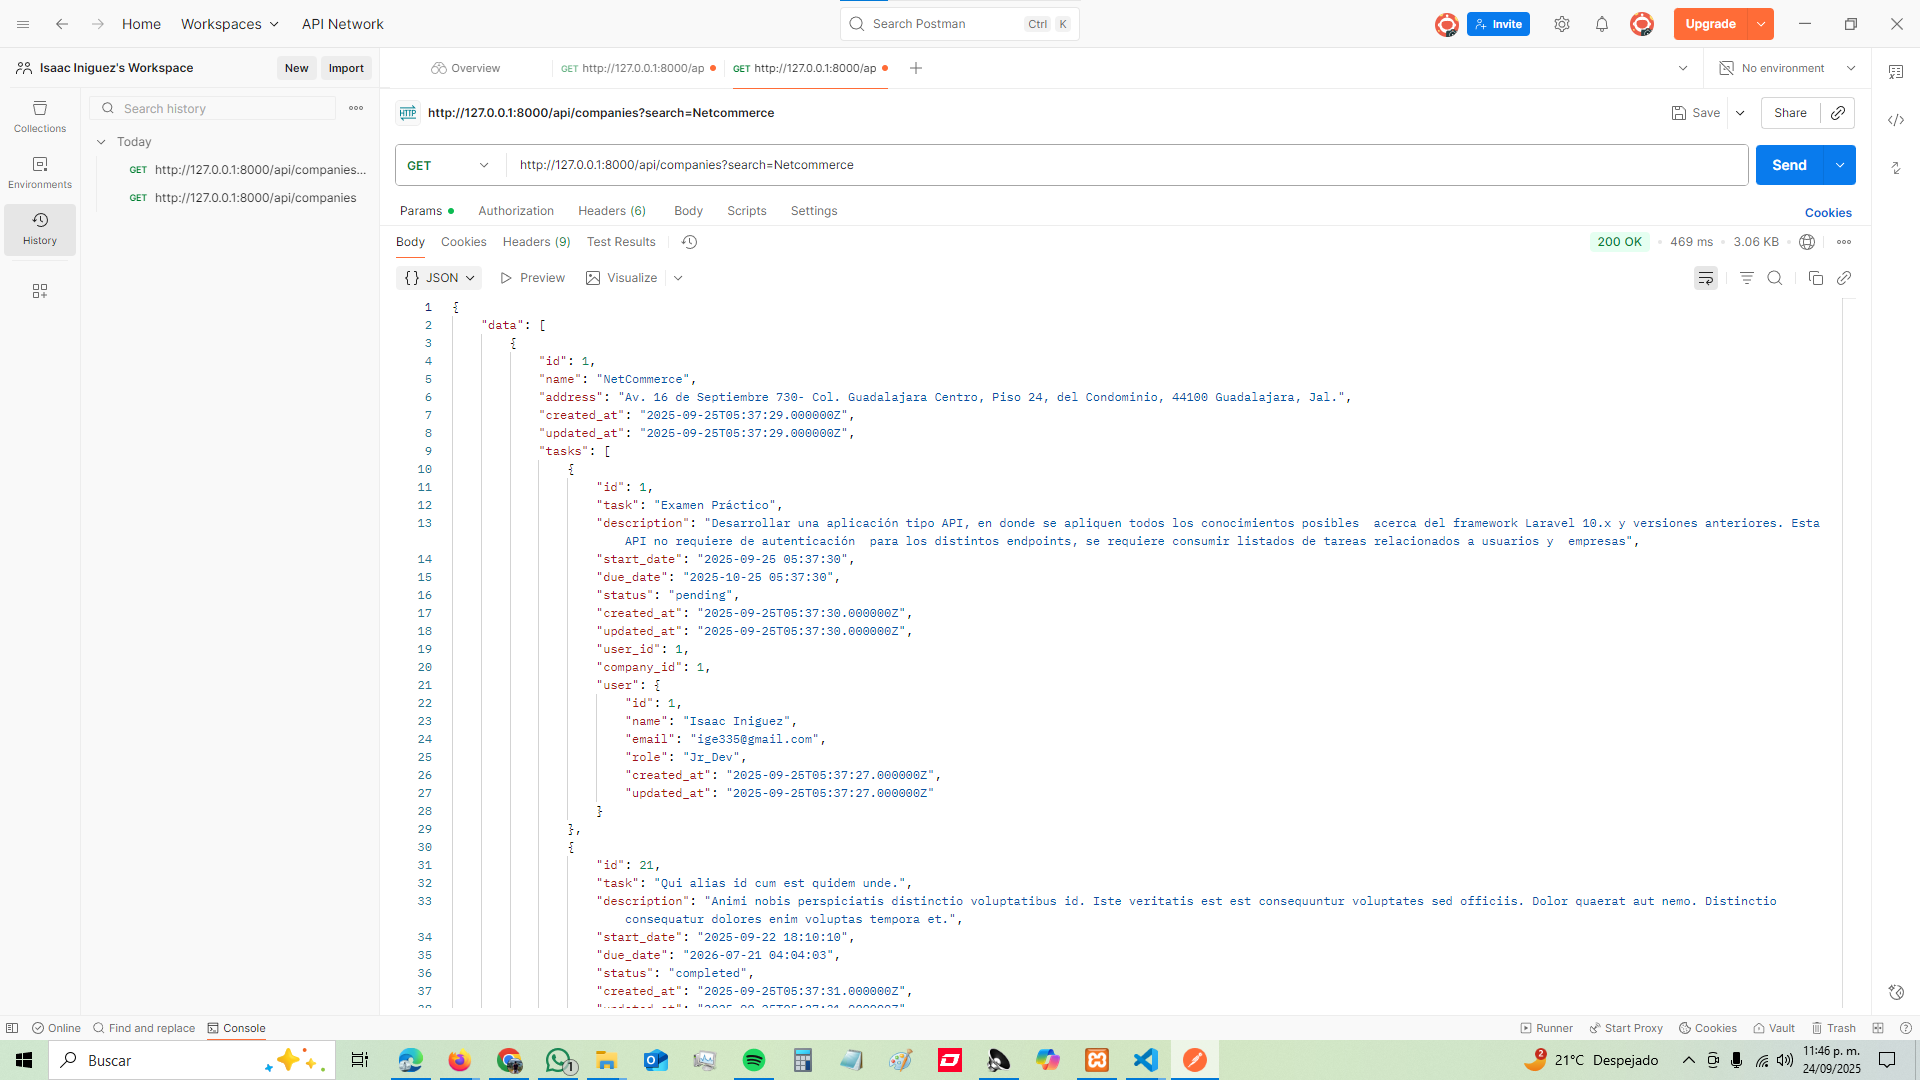 Home
Workspaces
API Network
Search Postman
Ctrl
K
Invite
Upgrade
Isaac Iniguez's Workspace
New
Import
Overview
GET http://127.0.0.1:8000/ap
GET http://127.0.0.1:8000/ap
No environment
Collections
Environments
History
Search history
Today
GET http://127.0.0.1:8000/api/companies...
GET http://127.0.0.1:8000/api/companies
HTTP
http://127.0.0.1:8000/api/companies?search=Netcommerce
Save
Share
GET
http://127.0.0.1:8000/api/companies?search=Netcommerce
Send
Params
Authorization
Headers (6)
Body
Scripts
Settings
Cookies
Body
Cookies
Headers (9)
Test Results
200 OK
469 ms
3.06 KB
{} JSON
Preview
Visualize
1 {
2 "data": [
3 {
4 "id": 1,
5 "name": "NetCommerce",
6 "address": "Av. 16 de Septiembre 730- Col. Guadalajara Centro, Piso 24, del Condominio, 44100 Guadalajara, Jal.",
7 "created_at": "2025-09-25T05:37:29.000000Z",
8 "updated_at": "2025-09-25T05:37:29.000000Z",
9 "tasks": [
10 {
11 "id": 1,
12 "task": "Examen Práctico",
13 "description": "Desarrollar una aplicación tipo API, en donde se apliquen todos los conocimientos posibles  acerca del framework Laravel 10.x y versiones anteriores. Esta
API no requiere de autenticación  para los distintos endpoints, se requiere consumir listados de tareas relacionados a usuarios y  empresas",
14 "start_date": "2025-09-25 05:37:30",
15 "due_date": "2025-10-25 05:37:30",
16 "status": "pending",
17 "created_at": "2025-09-25T05:37:30.000000Z",
18 "updated_at": "2025-09-25T05:37:30.000000Z",
19 "user_id": 1,
20 "company_id": 1,
21 "user": {
22 "id": 1,
23 "name": "Isaac Iniguez",
24 "email": "ige335@gmail.com",
25 "role": "Jr_Dev",
26 "created_at": "2025-09-25T05:37:27.000000Z",
27 "updated_at": "2025-09-25T05:37:27.000000Z"
28 }
29 },
30 {
31 "id": 21,
32 "task": "Qui alias id cum est quidem unde.",
33 "description": "Animi nobis perspiciatis distinctio voluptatibus id. Iste veritatis est est consequuntur voluptates sed officiis. Dolor quaerat aut nemo. Distinctio
consequatur dolores enim voluptas tempora et.",
34 "start_date": "2025-09-22 18:10:10",
35 "due_date": "2026-07-21 04:04:03",
36 "status": "completed",
37 "created_at": "2025-09-25T05:37:31.000000Z",
Online
Find and replace
Console
Runner
Start Proxy
Cookies
Vault
Trash
Buscar
1
2
21°C Despejado
11:46 p. m.
24/09/2025